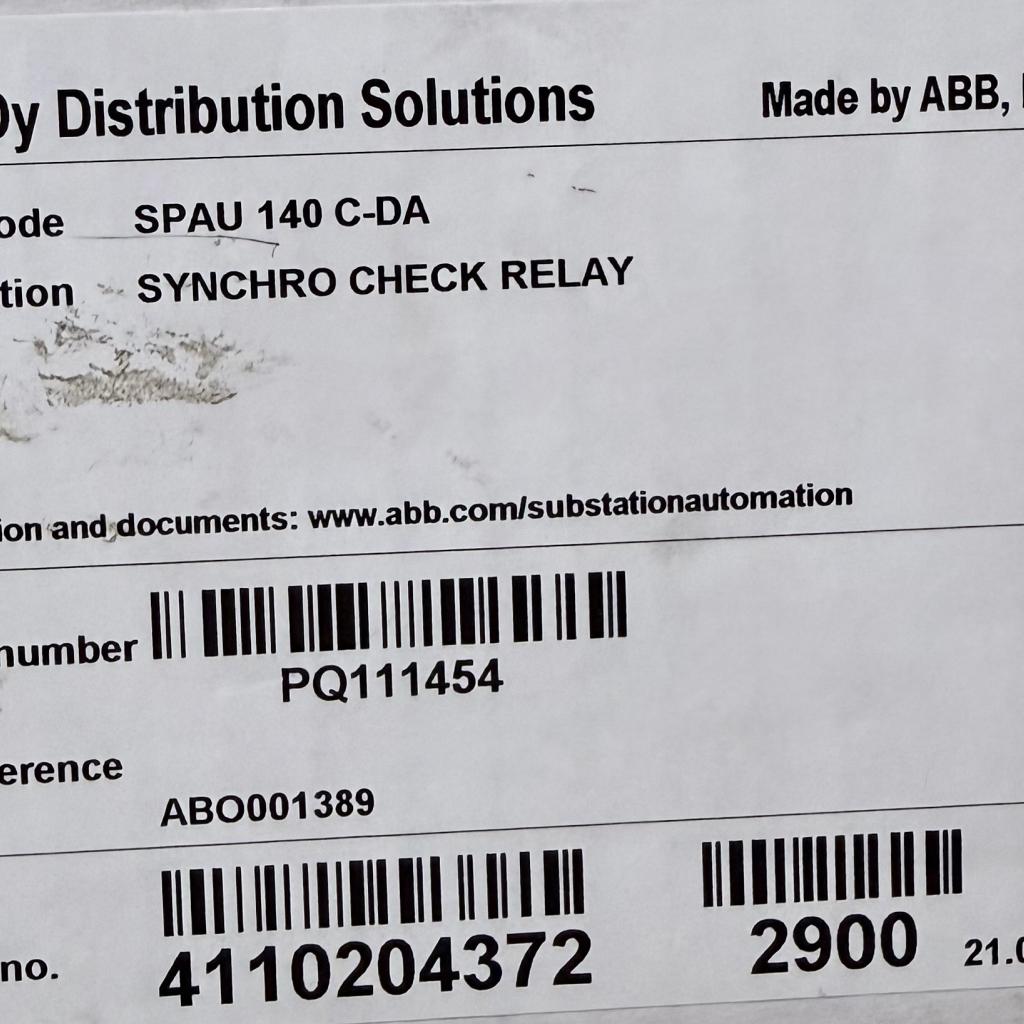 Oy Distribution Solutions
Made by ABB,
ode SPAU 140 C-DA
tion SYNCHRO CHECK RELAY
ion and documents: www.abb.com/substationautomation
number
PQ111454
erence
ABO001389
no. 4110204372 2900 21.0